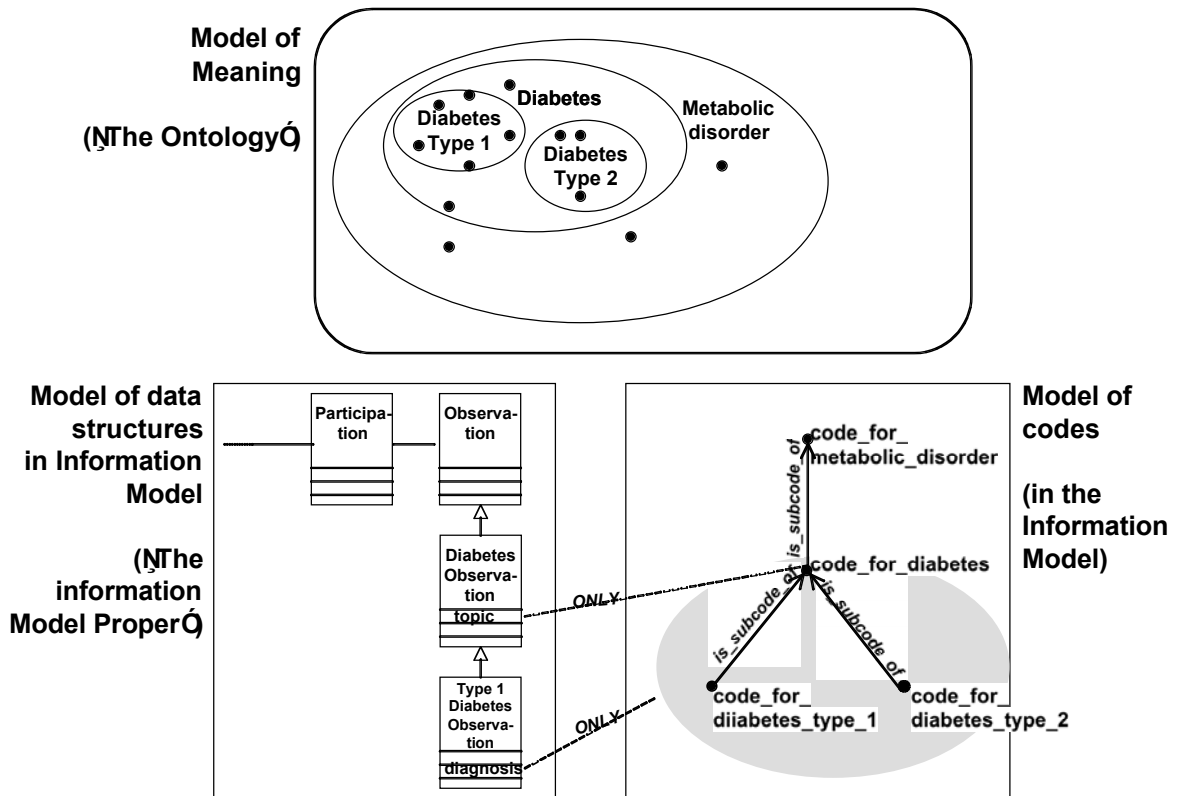 Model of
Meaning
(ŅThe OntologyÓ)
Diabetes
Metabolic
disorder
Diabetes
Type 1
Diabetes
Type 2
Model of data
structures
in Information
Model
(ŅThe
information
Model ProperÓ)
Participa-
tion
Observa-
tion
Diabetes
Observa-
tion
topic
Type 1
Diabetes
Observa-
tion
diagnosis
ONLY
ONLY
code_for_
metabolic_disorder
is_subcode_of
code_for_diabetes
is_subcode_of
is_subcode_of
code_for_
diiabetes_type_1
code_for_
diabetes_type_2
Model of
codes
(in the
Information
Model)